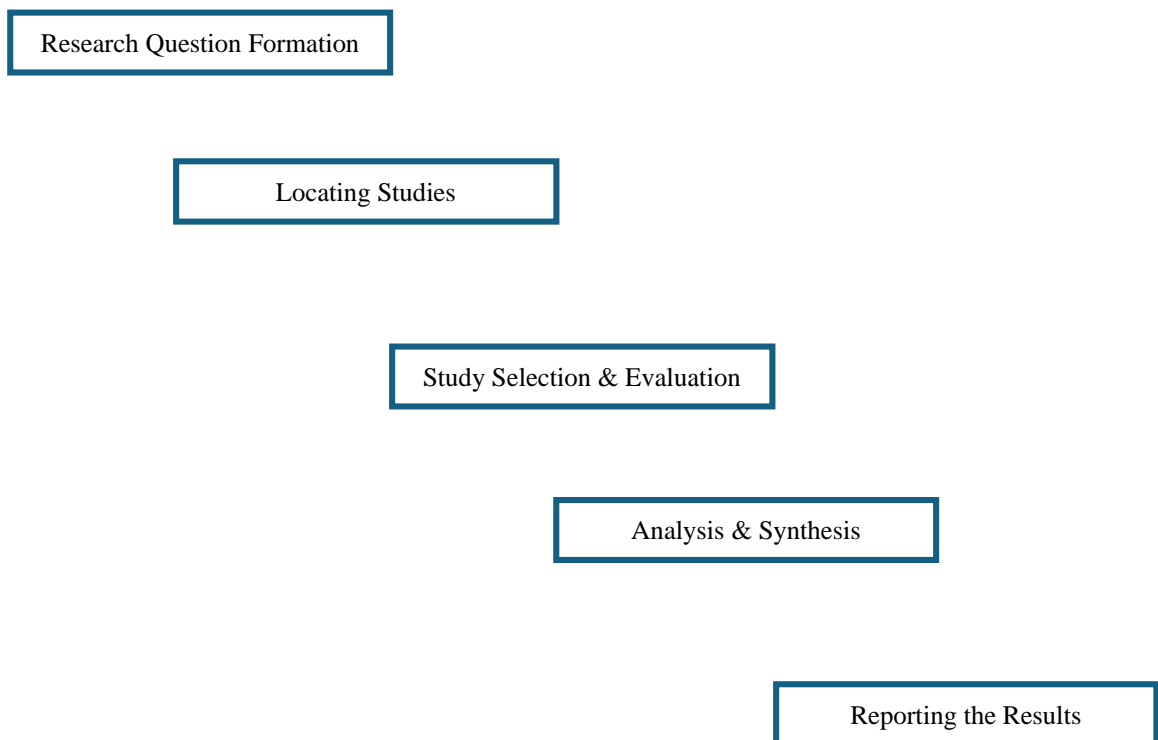 Research Question Formation
Locating Studies
Study Selection & Evaluation
Analysis & Synthesis
Reporting the Results